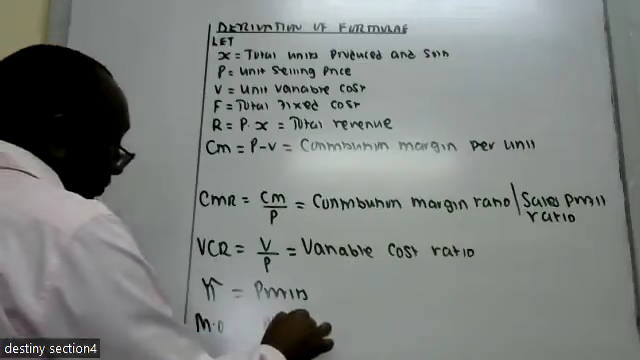 DERIVATION OF FORMULAE
LET
x = Total units produced and sold
P = unit selling price
V = unit variable cost
F = Total fixed cost
R = P.x = Total revenue
Cm = P-V = Contribution margin per unit
CMR = Cm/P = Contribution margin ratio / Sales profit ratio
VCR = V/P = Variable cost ratio
π = Profits
M.O
destiny section4